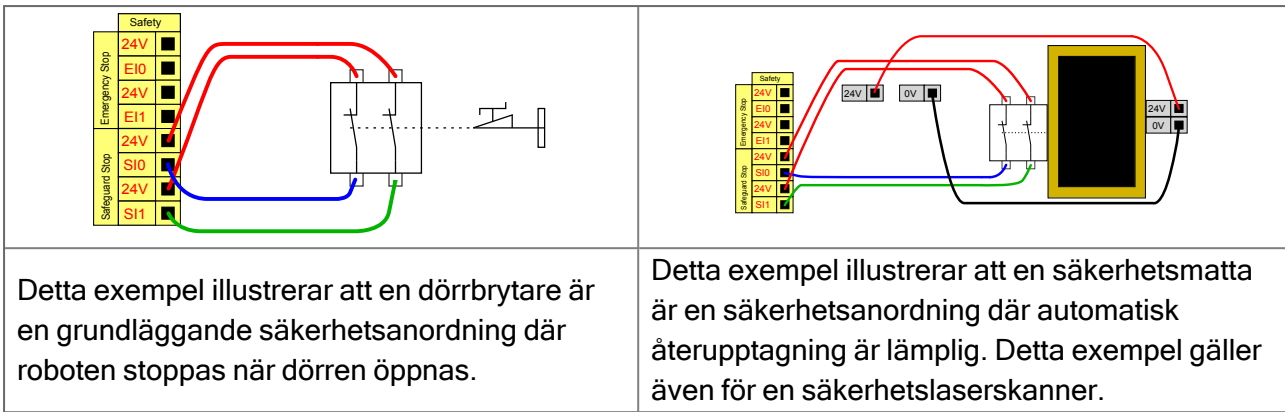 Safety
24V
EI0
24V
EI1
24V
SI0
24V
SI1
Emergency Stop
Safeguard Stop
Safety
24V
EI0
24V
EI1
24V
SI0
24V
SI1
Emergency Stop
Safeguard Stop
24V
0V
24V
0V
Detta exempel illustrerar att en dörrbrytare är
en grundläggande säkerhetsanordning där
roboten stoppas när dörren öppnas.
Detta exempel illustrerar att en säkerhetsmatta
är en säkerhetsanordning där automatisk
återupptagning är lämplig. Detta exempel gäller
även för en säkerhetslaserskanner.